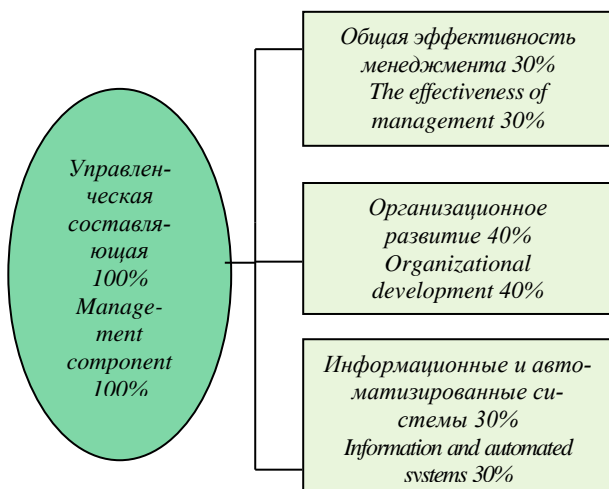 Управлен-
ческая
составля-
ющая
100%
Manage-
ment
component
100%
Общая эффективность
менеджмента 30%
The effectiveness of
management 30%
Организационное
развитие 40%
Organizational
development 40%
Информационные и авто-
матизированные си-
стемы 30%
Information and automated
systems 30%